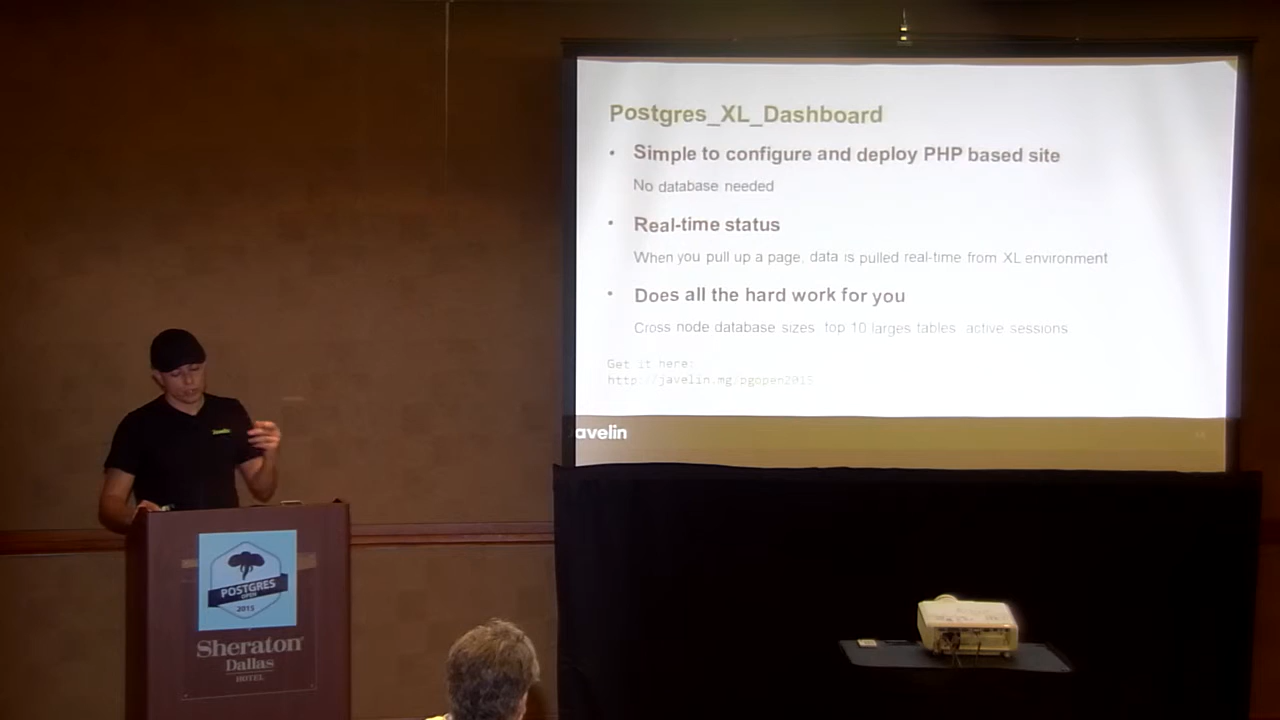 Postgres_XL_Dashboard
• Simple to configure and deploy PHP based site
No database needed
• Real-time status
When you pull up a page, data is pulled real-time from XL environment
• Does all the hard work for you
Cross node database sizes top 10 larges tables active sessions
Get it here:
http://javelin.mg/pgopen2015
avelin
Javelin
POSTGRES
OPEN
2015
Sheraton
Dallas
HOTEL